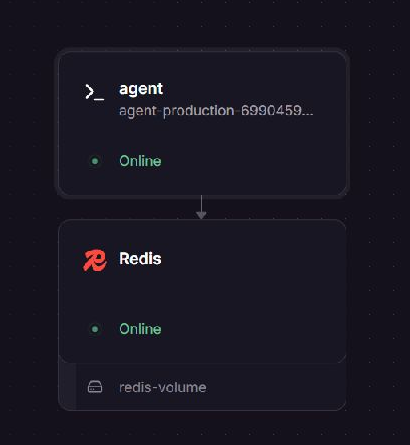 agent
agent-production-6990459...
Online
Redis
Online
redis-volume